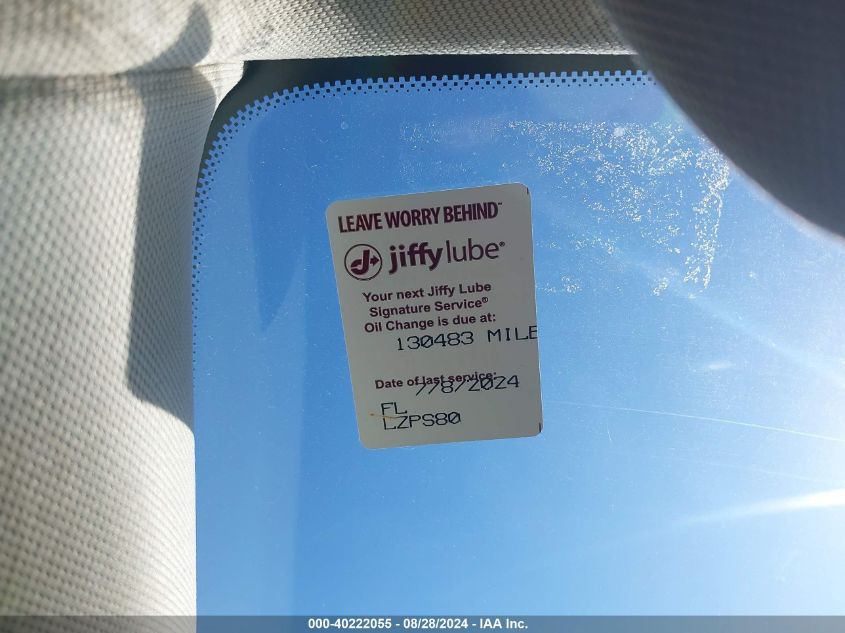 LEAVE WORRY BEHIND™
jiffy lube®
Your next Jiffy Lube
Signature Service®
Oil Change is due at:
130483 MILE
Date of last service:
7/8/2024
FL
LZPS80
000-40222055 - 08/28/2024 - IAA Inc.